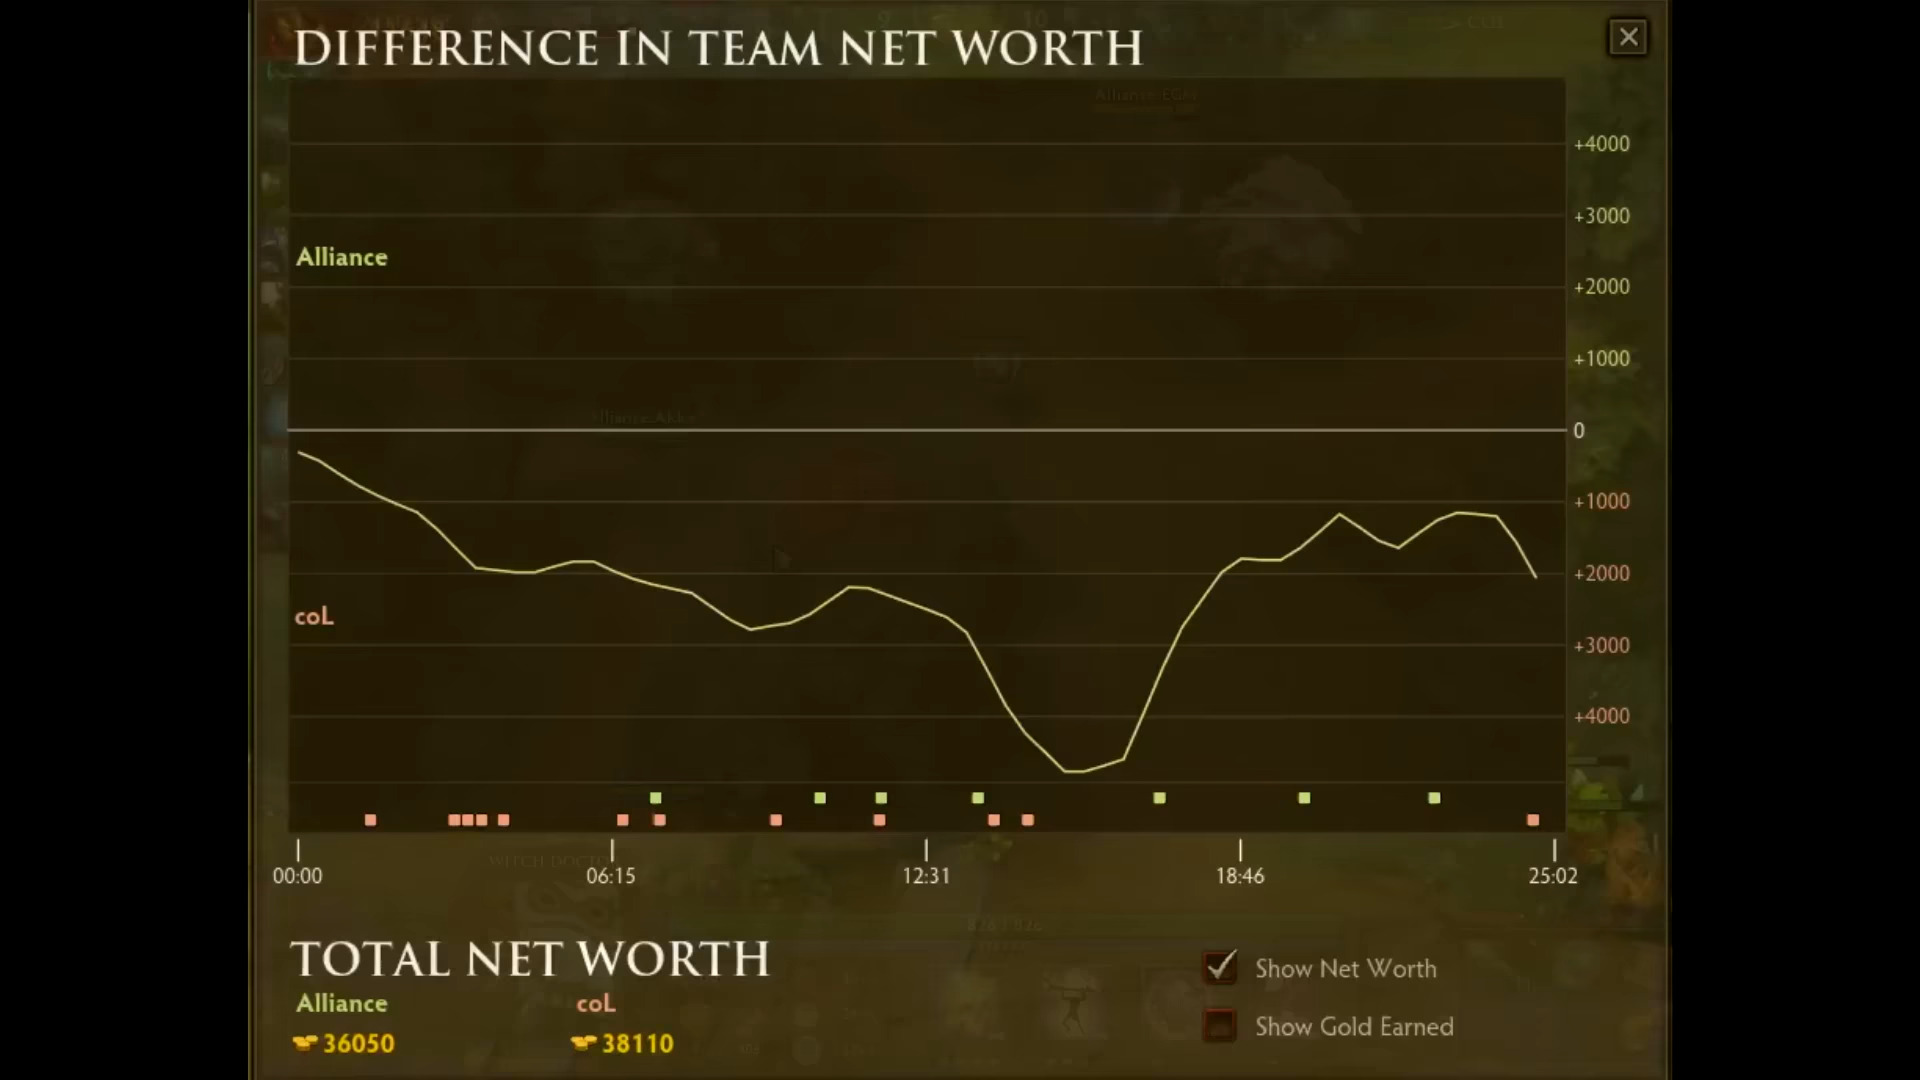 DIFFERENCE IN TEAM NET WORTH
+4000
+3000
Alliance
+2000
+1000
0
+1000
+2000
coL
+3000
+4000
00:00 06:15 12:31 18:46 25:02
WITCH DOCTOR
TOTAL NET WORTH
Alliance coL
36050 38110
Show Net Worth
Show Gold Earned